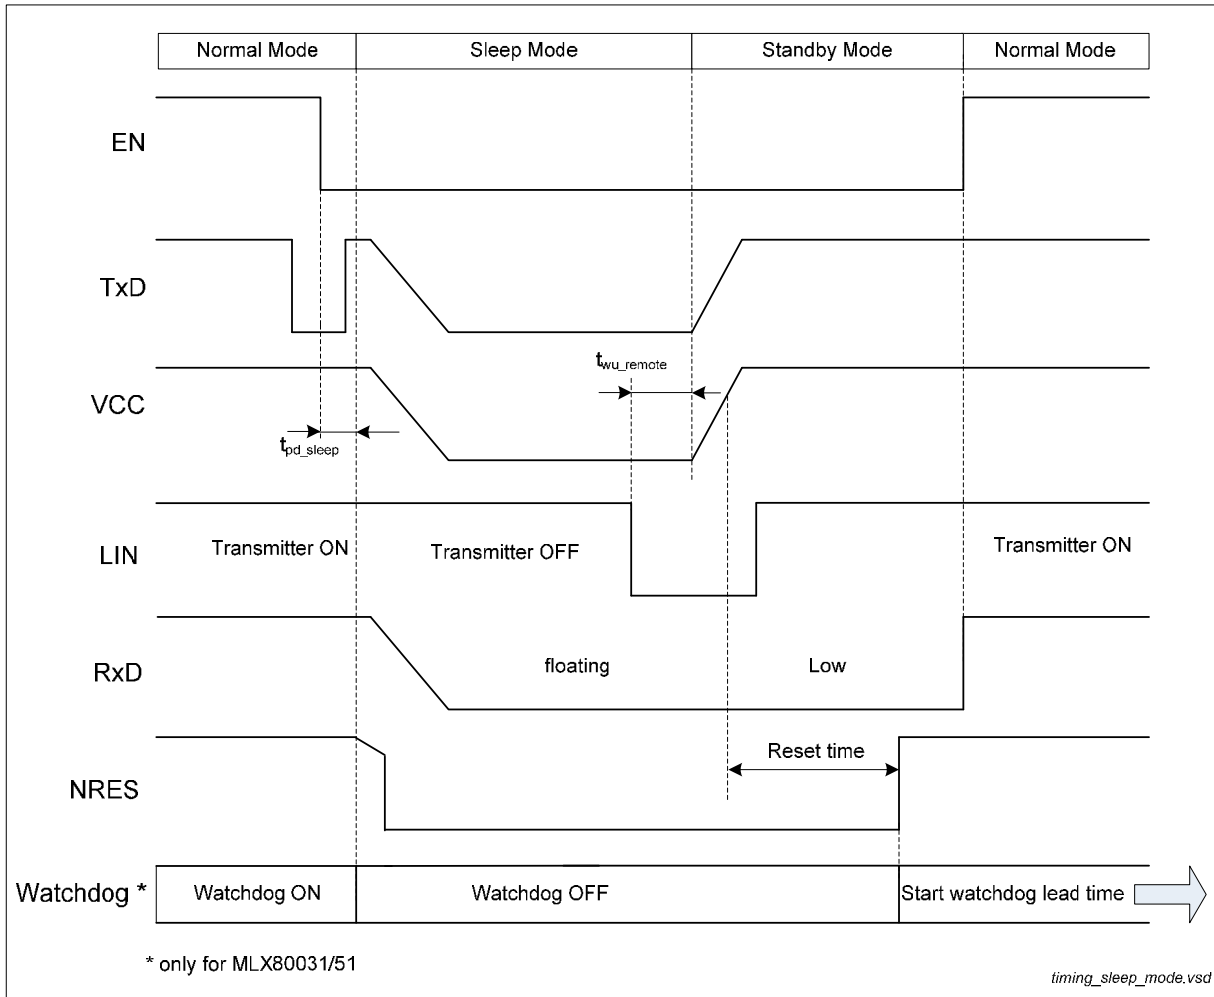 Normal Mode Sleep Mode Standby Mode Normal Mode
EN
TxD
twu_remote
VCC
tpd_sleep
LIN
Transmitter ON Transmitter OFF Transmitter ON
RxD
floating Low
Reset time
NRES
Watchdog * Watchdog ON Watchdog OFF Start watchdog lead time
* only for MLX80031/51
timing_sleep_mode.vsd